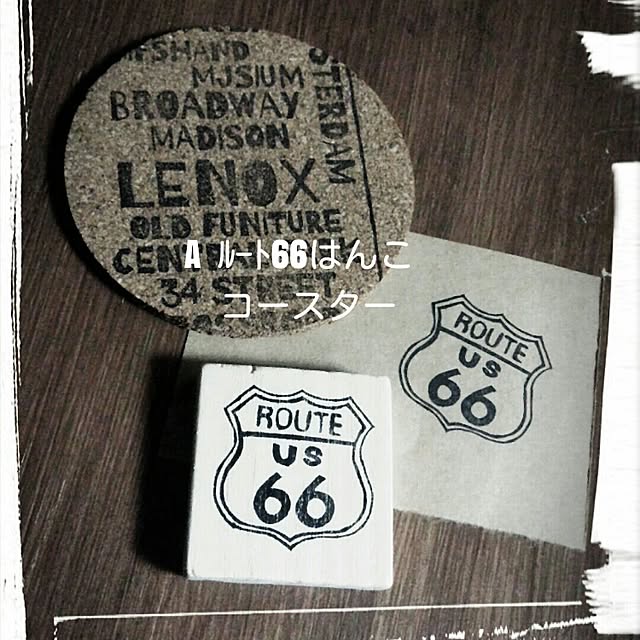 MJSIUM
BROADWAY
MADISON
LENOX
OLD FUNITURE
34 STREET
STERDAM
A ﾙｰﾄ66はんこ
コースター
ROUTE
US
66
ROUTE
US
66